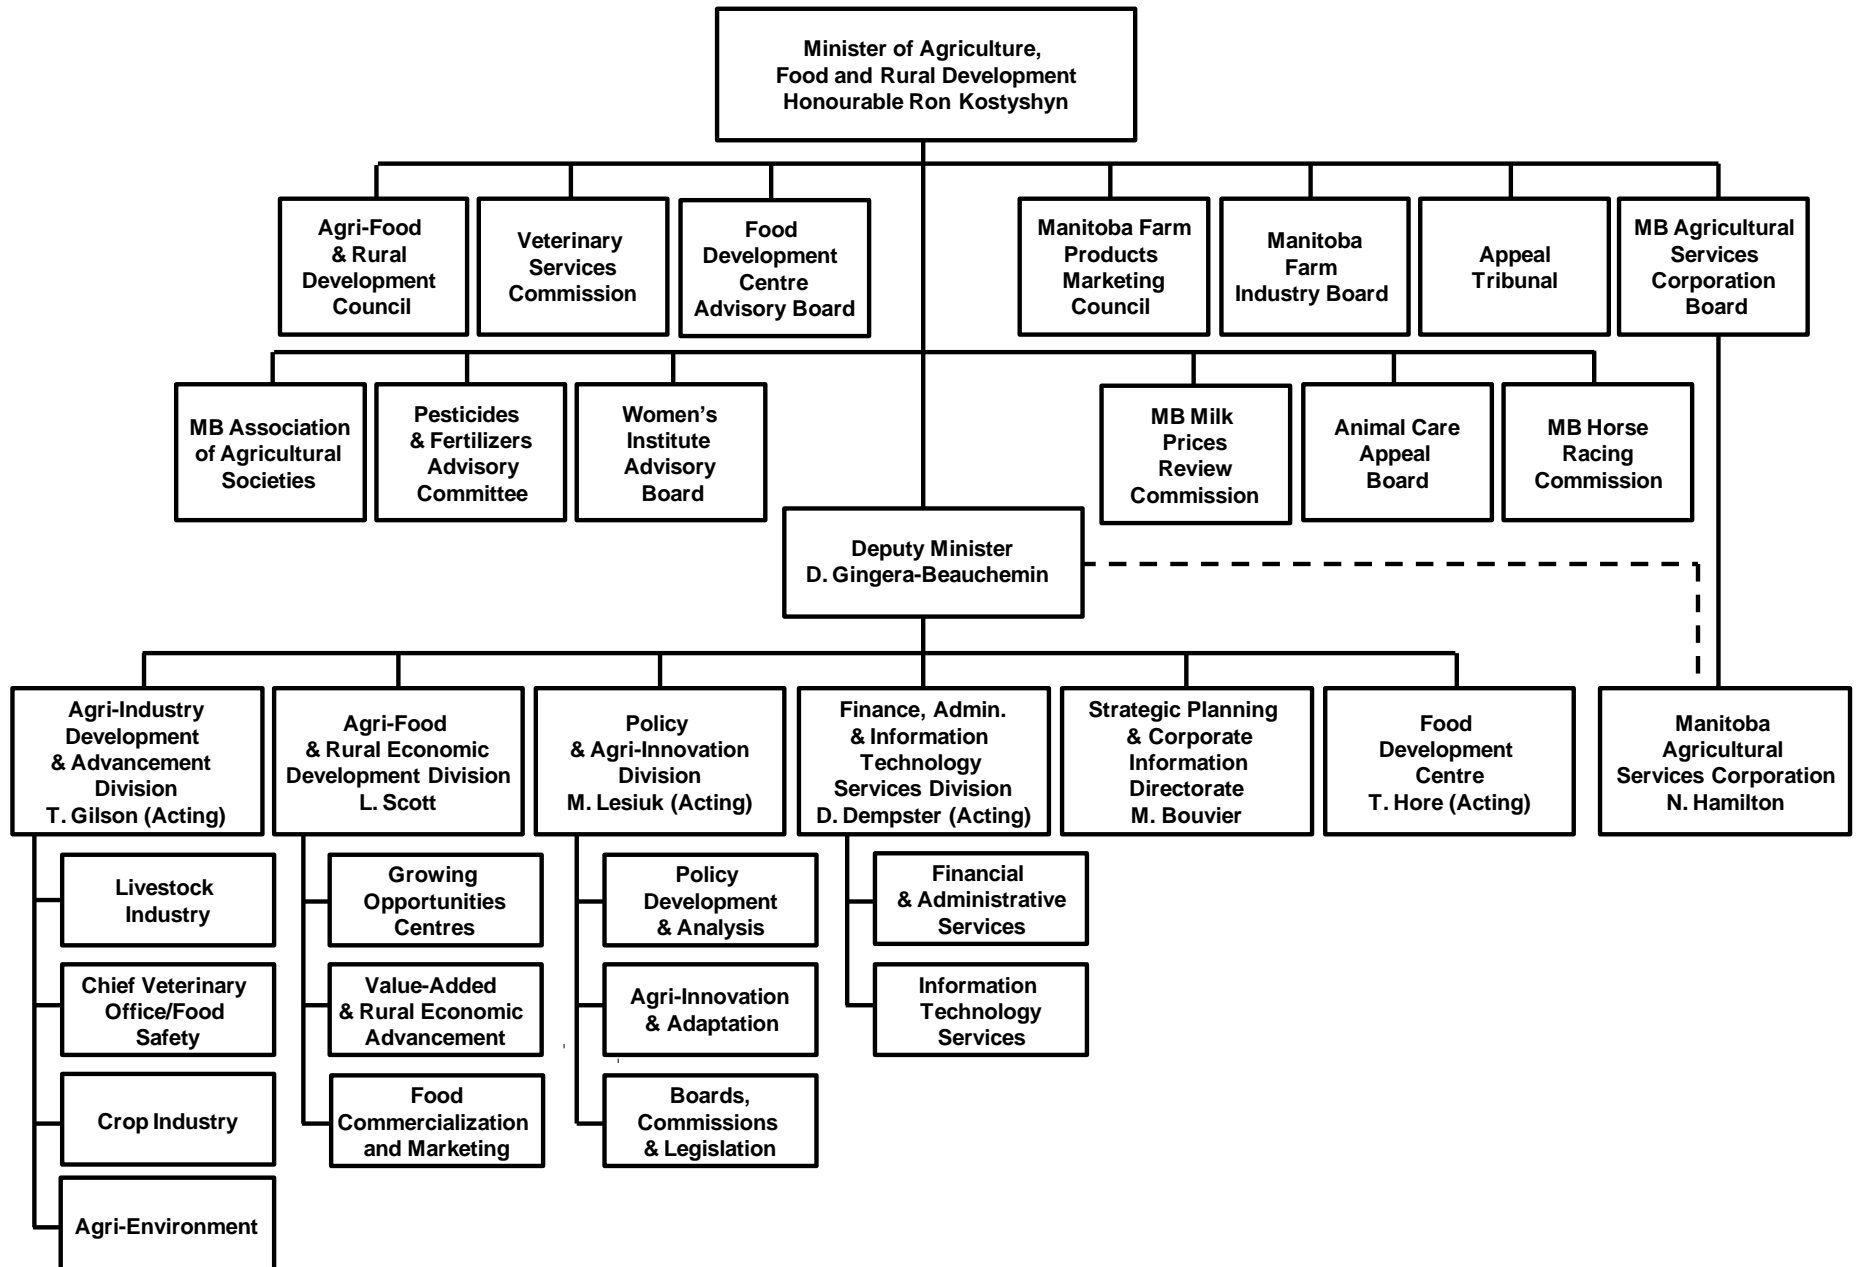 Minister of Agriculture,
Food and Rural Development
Honourable Ron Kostyshyn
Agri-Food
& Rural
Development
Council
Veterinary
Services
Commission
Food
Development
Centre
Advisory Board
Manitoba Farm
Products
Marketing
Council
Manitoba
Farm
Industry Board
Appeal
Tribunal
MB Agricultural
Services
Corporation
Board
MB Association
of Agricultural
Societies
Pesticides
& Fertilizers
Advisory
Committee
Women's
Institute
Advisory
Board
MB Milk
Prices
Review
Commission
Animal Care
Appeal
Board
MB Horse
Racing
Commission
Deputy Minister
D. Gingera-Beauchemin
Agri-Industry
Development
& Advancement
Division
T. Gilson (Acting)
Agri-Food
& Rural Economic
Development Division
L. Scott
Policy
& Agri-Innovation
Division
M. Lesiuk (Acting)
Finance, Admin.
& Information
Technology
Services Division
D. Dempster (Acting)
Strategic Planning
& Corporate
Information
Directorate
M. Bouvier
Food
Development
Centre
T. Hore (Acting)
Manitoba
Agricultural
Services Corporation
N. Hamilton
Livestock
Industry
Chief Veterinary
Office/Food
Safety
Crop Industry
Agri-Environment
Growing
Opportunities
Centres
Value-Added
& Rural Economic
Advancement
Food
Commercialization
and Marketing
Policy
Development
& Analysis
Agri-Innovation
& Adaptation
Boards,
Commissions
& Legislation
Financial
& Administrative
Services
Information
Technology
Services